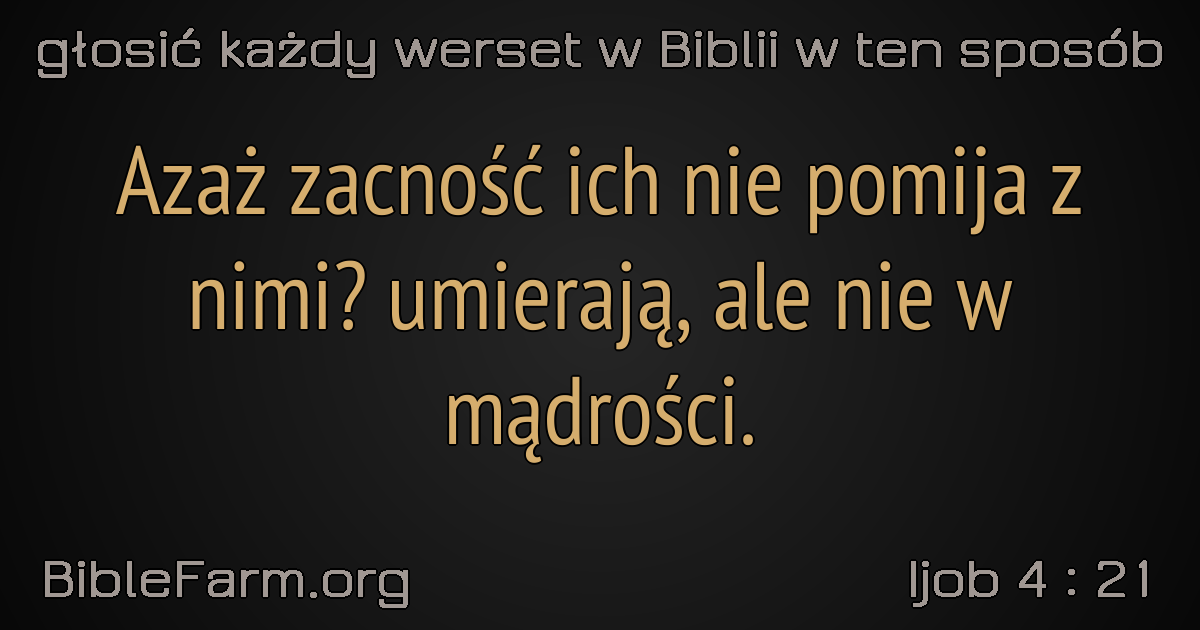 głosić każdy werset w Biblii w ten sposób
Azaż zacność ich nie pomija z
nimi? umierają, ale nie w
mądrości.
BibleFarm.org
Ijob 4 : 21